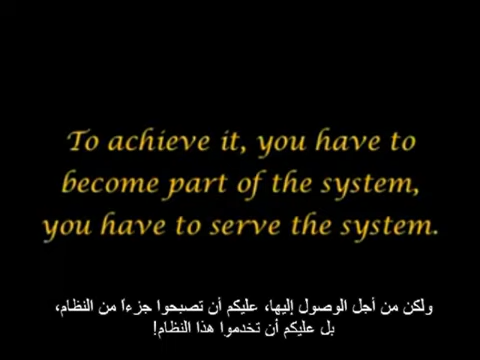 To achieve it, you have to
become part of the system,
you have to serve the system.
ولكن من أجل الوصول إليها، عليكم أن تصبحوا جزءاً من النظام،
بل عليكم أن تخدموا هذا النظام!